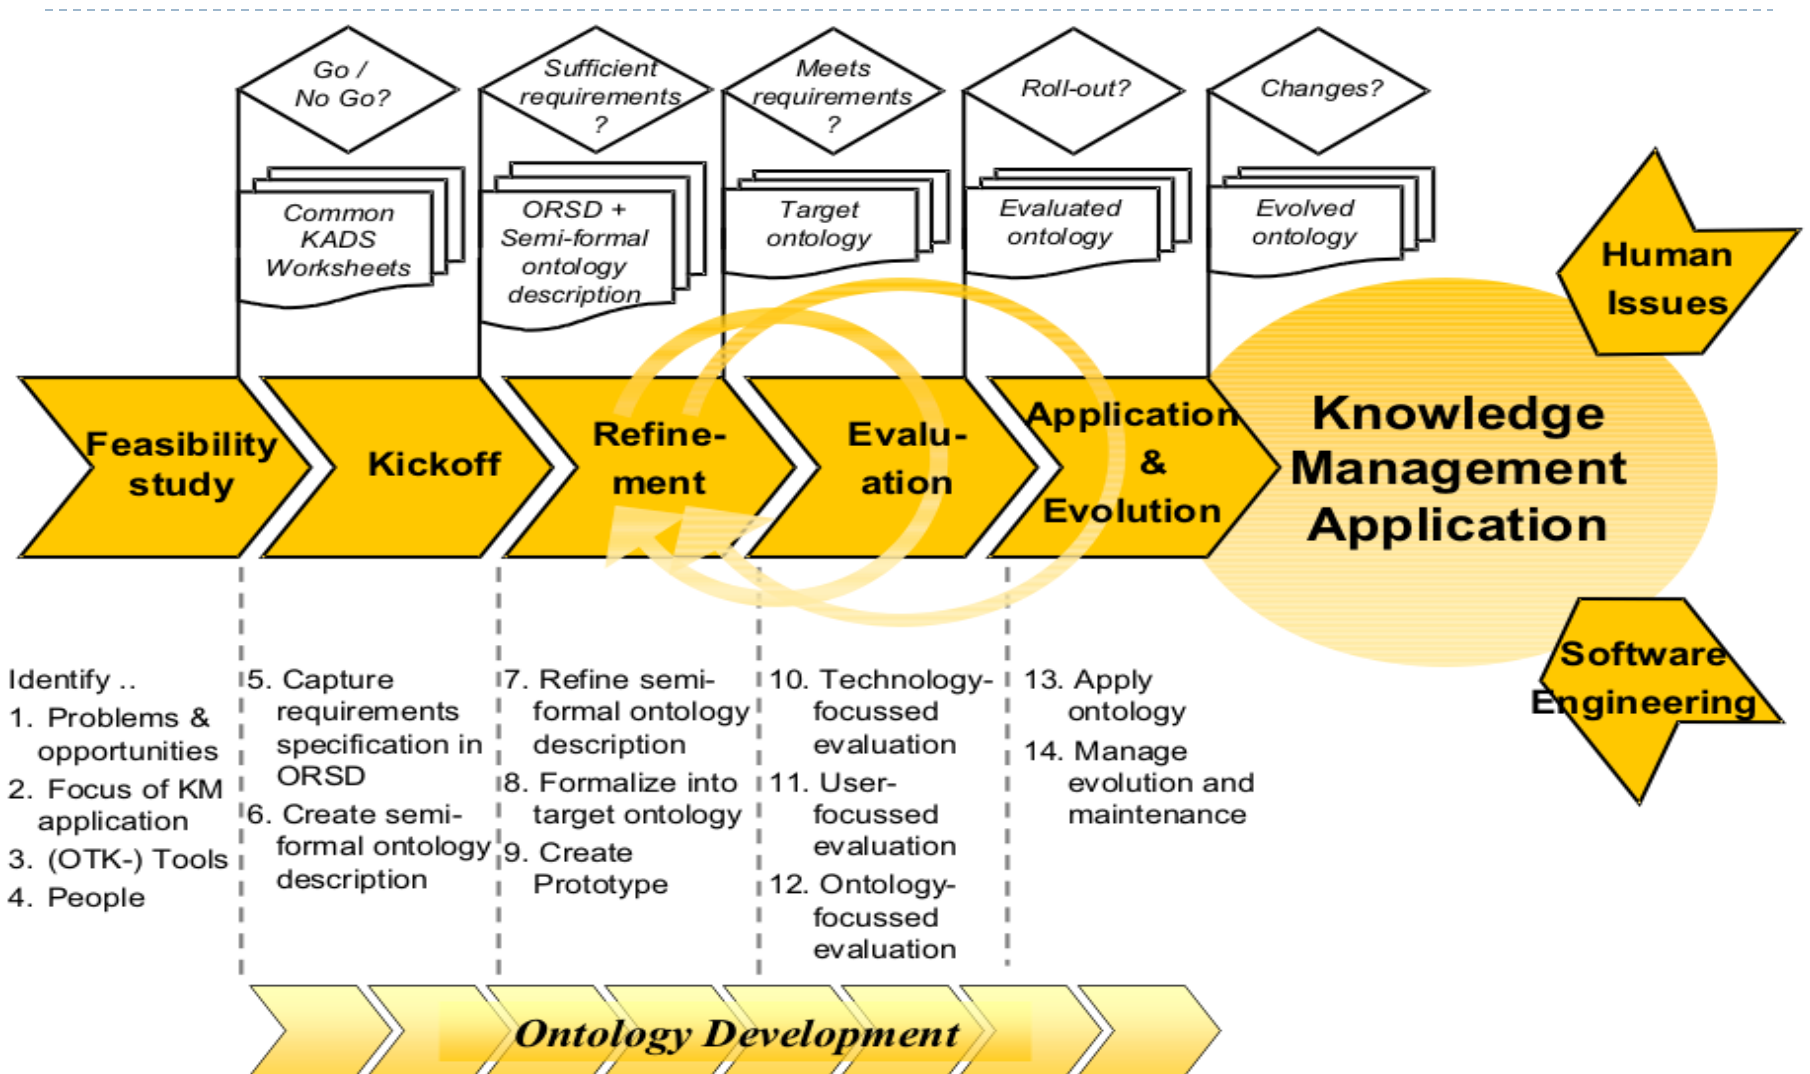 Go /
No Go?
Sufficient
requirements
?
Meets
requirements
?
Roll-out?
Changes?
Common
KADS
Worksheets
ORSD +
Semi-formal
ontology
description
Target
ontology
Evaluated
ontology
Evolved
ontology
Human
Issues
Feasibility
study
Kickoff
Refine-
ment
Evalu-
ation
Application
&
Evolution
Knowledge
Management
Application
Software
Engineering
Identify ..
1. Problems &
opportunities
2. Focus of KM
application
3. (OTK-) Tools
4. People
5. Capture
requirements
specification in
ORSD
6. Create semi-
formal ontology
description
7. Refine semi-
formal ontology
description
8. Formalize into
target ontology
9. Create
Prototype
10. Technology-
focussed
evaluation
11. User-
focussed
evaluation
12. Ontology-
focussed
evaluation
13. Apply
ontology
14. Manage
evolution and
maintenance
Ontology Development